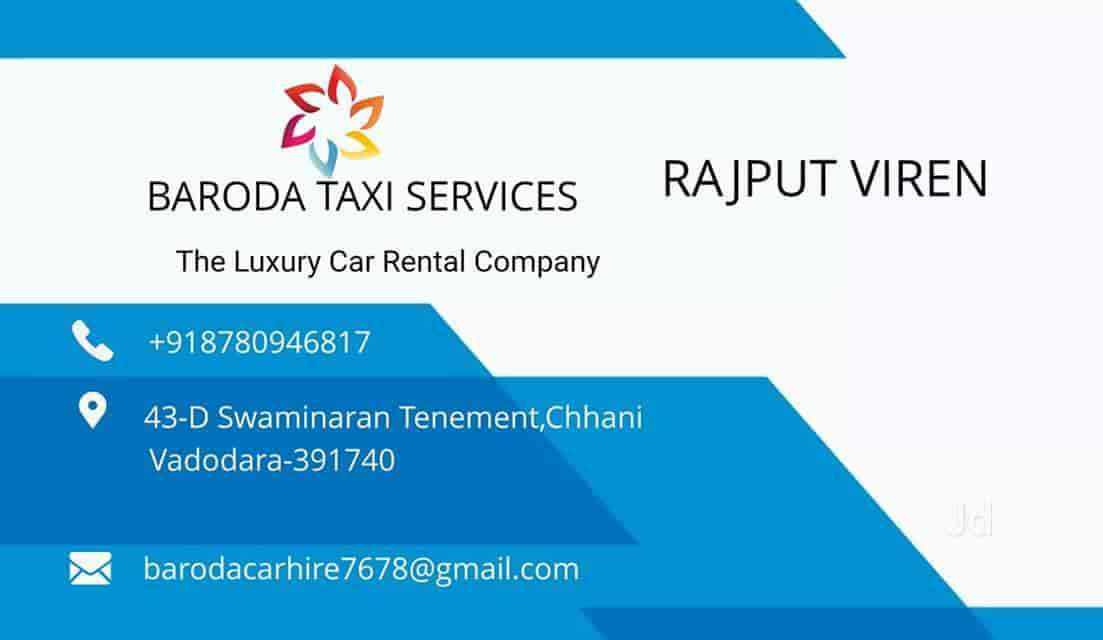 BARODA TAXI SERVICES
The Luxury Car Rental Company
RAJPUT VIREN
+918780946817
43-D Swaminaran Tenement,Chhani
Vadodara-391740
barodacarhire7678@gmail.com
Jd